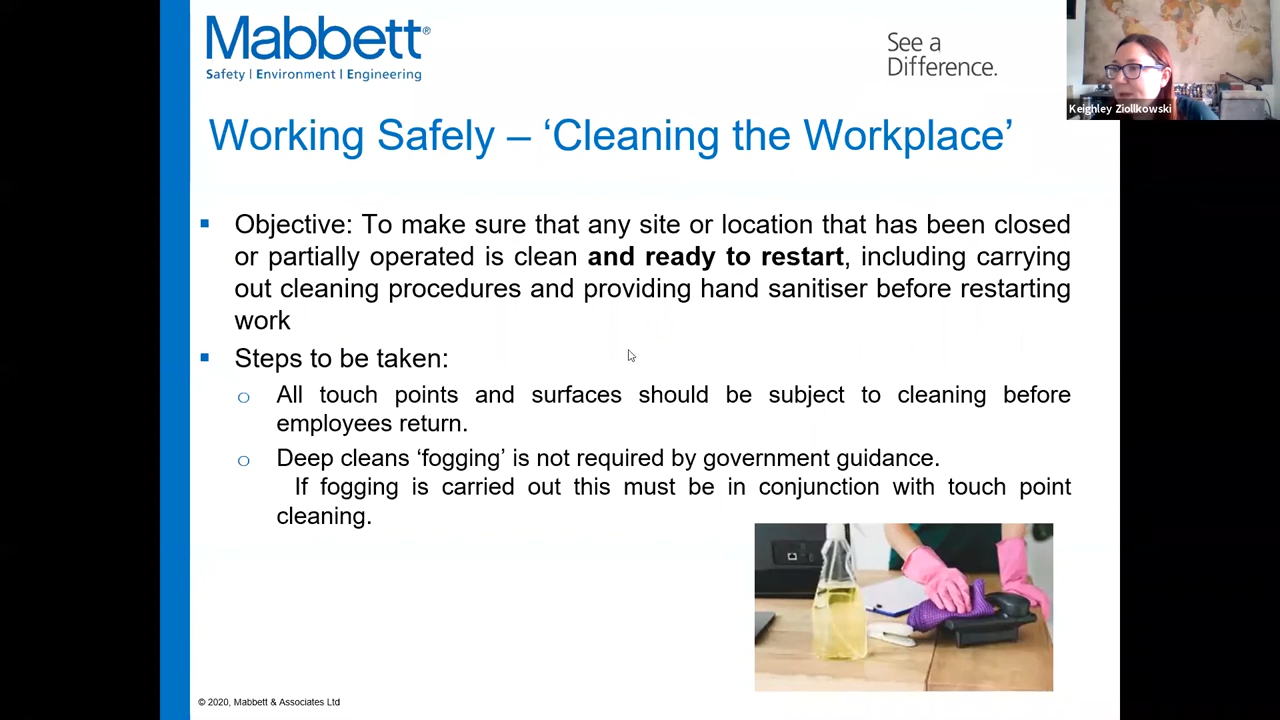 Mabbett®
Safety | Environment | Engineering
See a
Difference.
Keighley Ziollkowski
Working Safely – ‘Cleaning the Workplace’
Objective: To make sure that any site or location that has been closed
or partially operated is clean and ready to restart, including carrying
out cleaning procedures and providing hand sanitiser before restarting
work
Steps to be taken:
All touch points and surfaces should be subject to cleaning before
employees return.
Deep cleans ‘fogging’ is not required by government guidance.
If fogging is carried out this must be in conjunction with touch point
cleaning.
© 2020, Mabbett & Associates Ltd